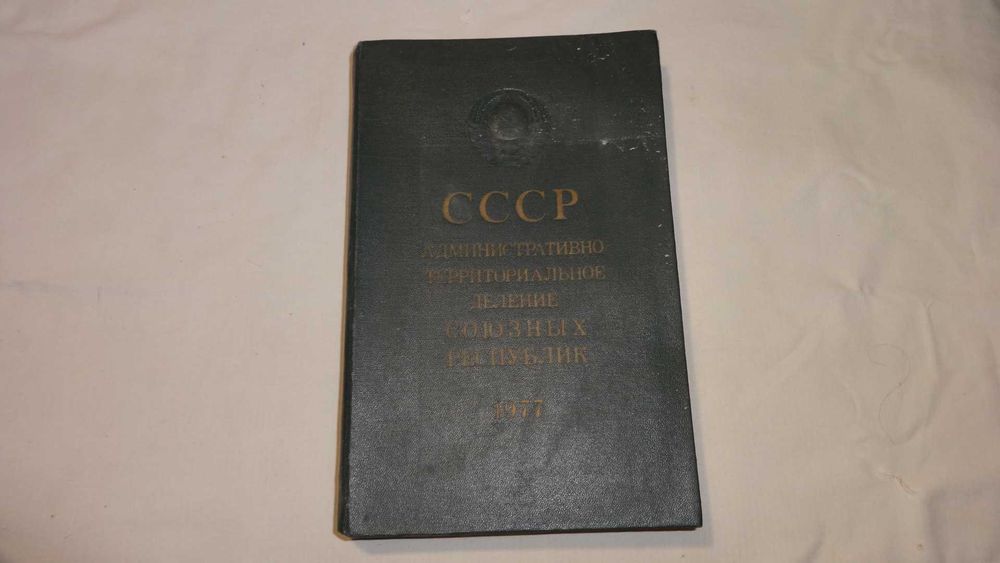 СССР
АДМИНИСТРАТИВНО
ТЕРРИТОРИАЛЬНОЕ
ДЕЛЕНИЕ
СОЮЗНЫХ
РЕСПУБЛИК
1977